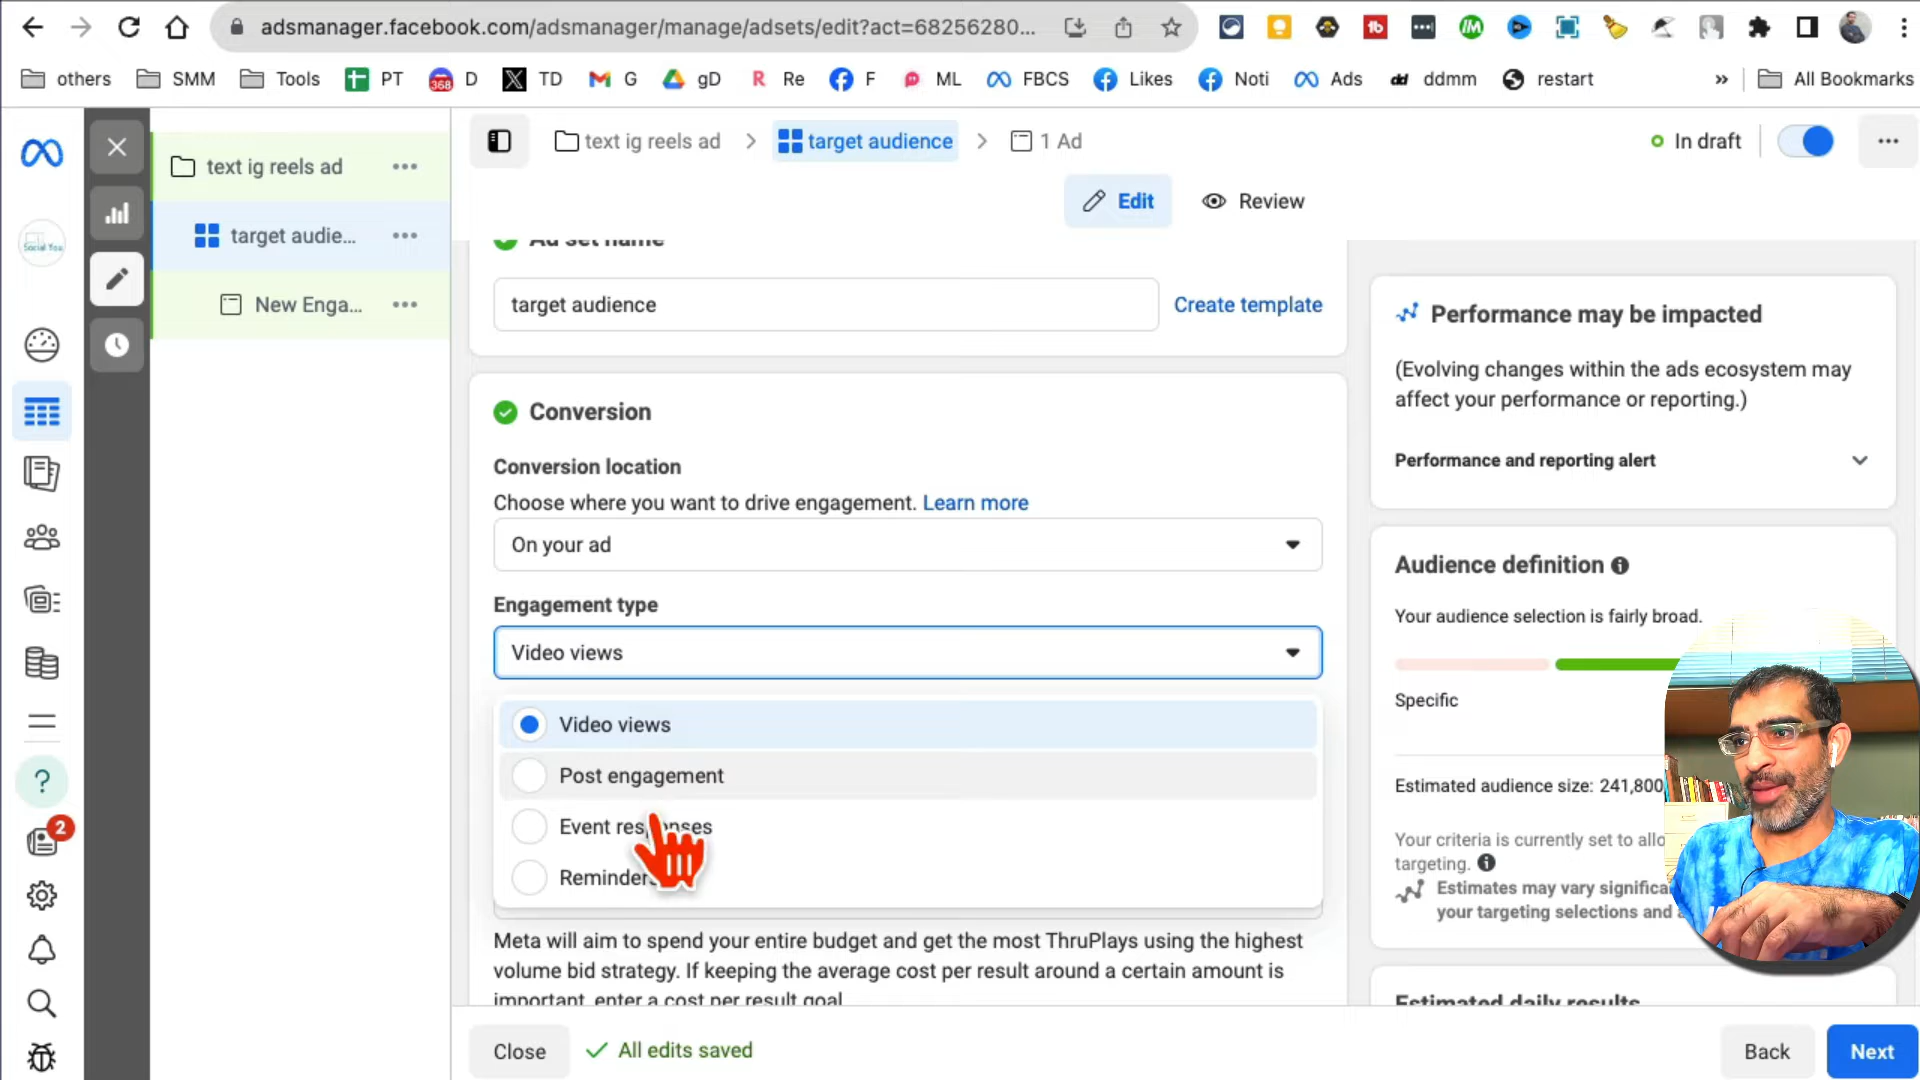 adsmanager.facebook.com/adsmanager/manage/adsets/edit?act=68256280...
others
SMM
Tools
PT
368
D
TD
G
gD
R
Re
F
ML
FBCS
Likes
Noti
Ads
dd
ddmm
restart
»
All Bookmarks
text ig reels ad
target audie...
New Enga...
text ig reels ad
target audience
1 Ad
In draft
Edit
Review
Ad set name
target audience
Create template
Conversion
Conversion location
Choose where you want to drive engagement. Learn more
On your ad
Engagement type
Video views
Video views
Post engagement
Event responses
Meta will aim to spend your entire budget and get the most ThruPlays using the highest
volume bid strategy. If keeping the average cost per result around a certain amount is
important, enter a cost per result goal
Close
All edits saved
Back
Next
Performance may be impacted
(Evolving changes within the ads ecosystem may
affect your performance or reporting.)
Performance and reporting alert
Audience definition
Your audience selection is fairly broad.
Specific
Estimated audience size: 241,800
Your criteria is currently set to allo
targeting.
Estimates may vary significa
your targeting selections and a
Estimated daily results
Social You
?
2